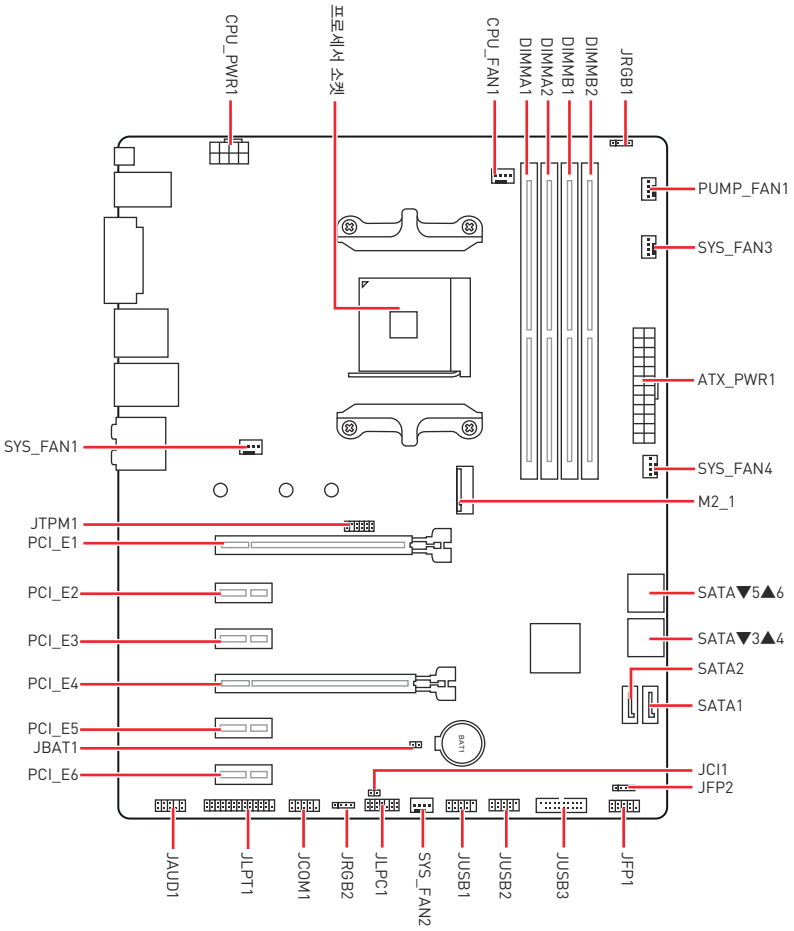 CPU_PWR1
프로세서 소켓
CPU_FAN1
DIMMA1
DIMMA2
DIMMB1
DIMMB2
JRGB1
PUMP_FAN1
SYS_FAN3
ATX_PWR1
SYS_FAN1
SYS_FAN4
M2_1
JTPM1
PCI_E1
PCI_E2
SATA▼5▲6
PCI_E3
SATA▼3▲4
SATA2
PCI_E4
SATA1
PCI_E5
JBAT1
BAT1
PCI_E6
JCI1
JFP2
JAUD1
JLPT1
JCOM1
JRGB2
JLPC1
SYS_FAN2
JUSB1
JUSB2
JUSB3
JFP1